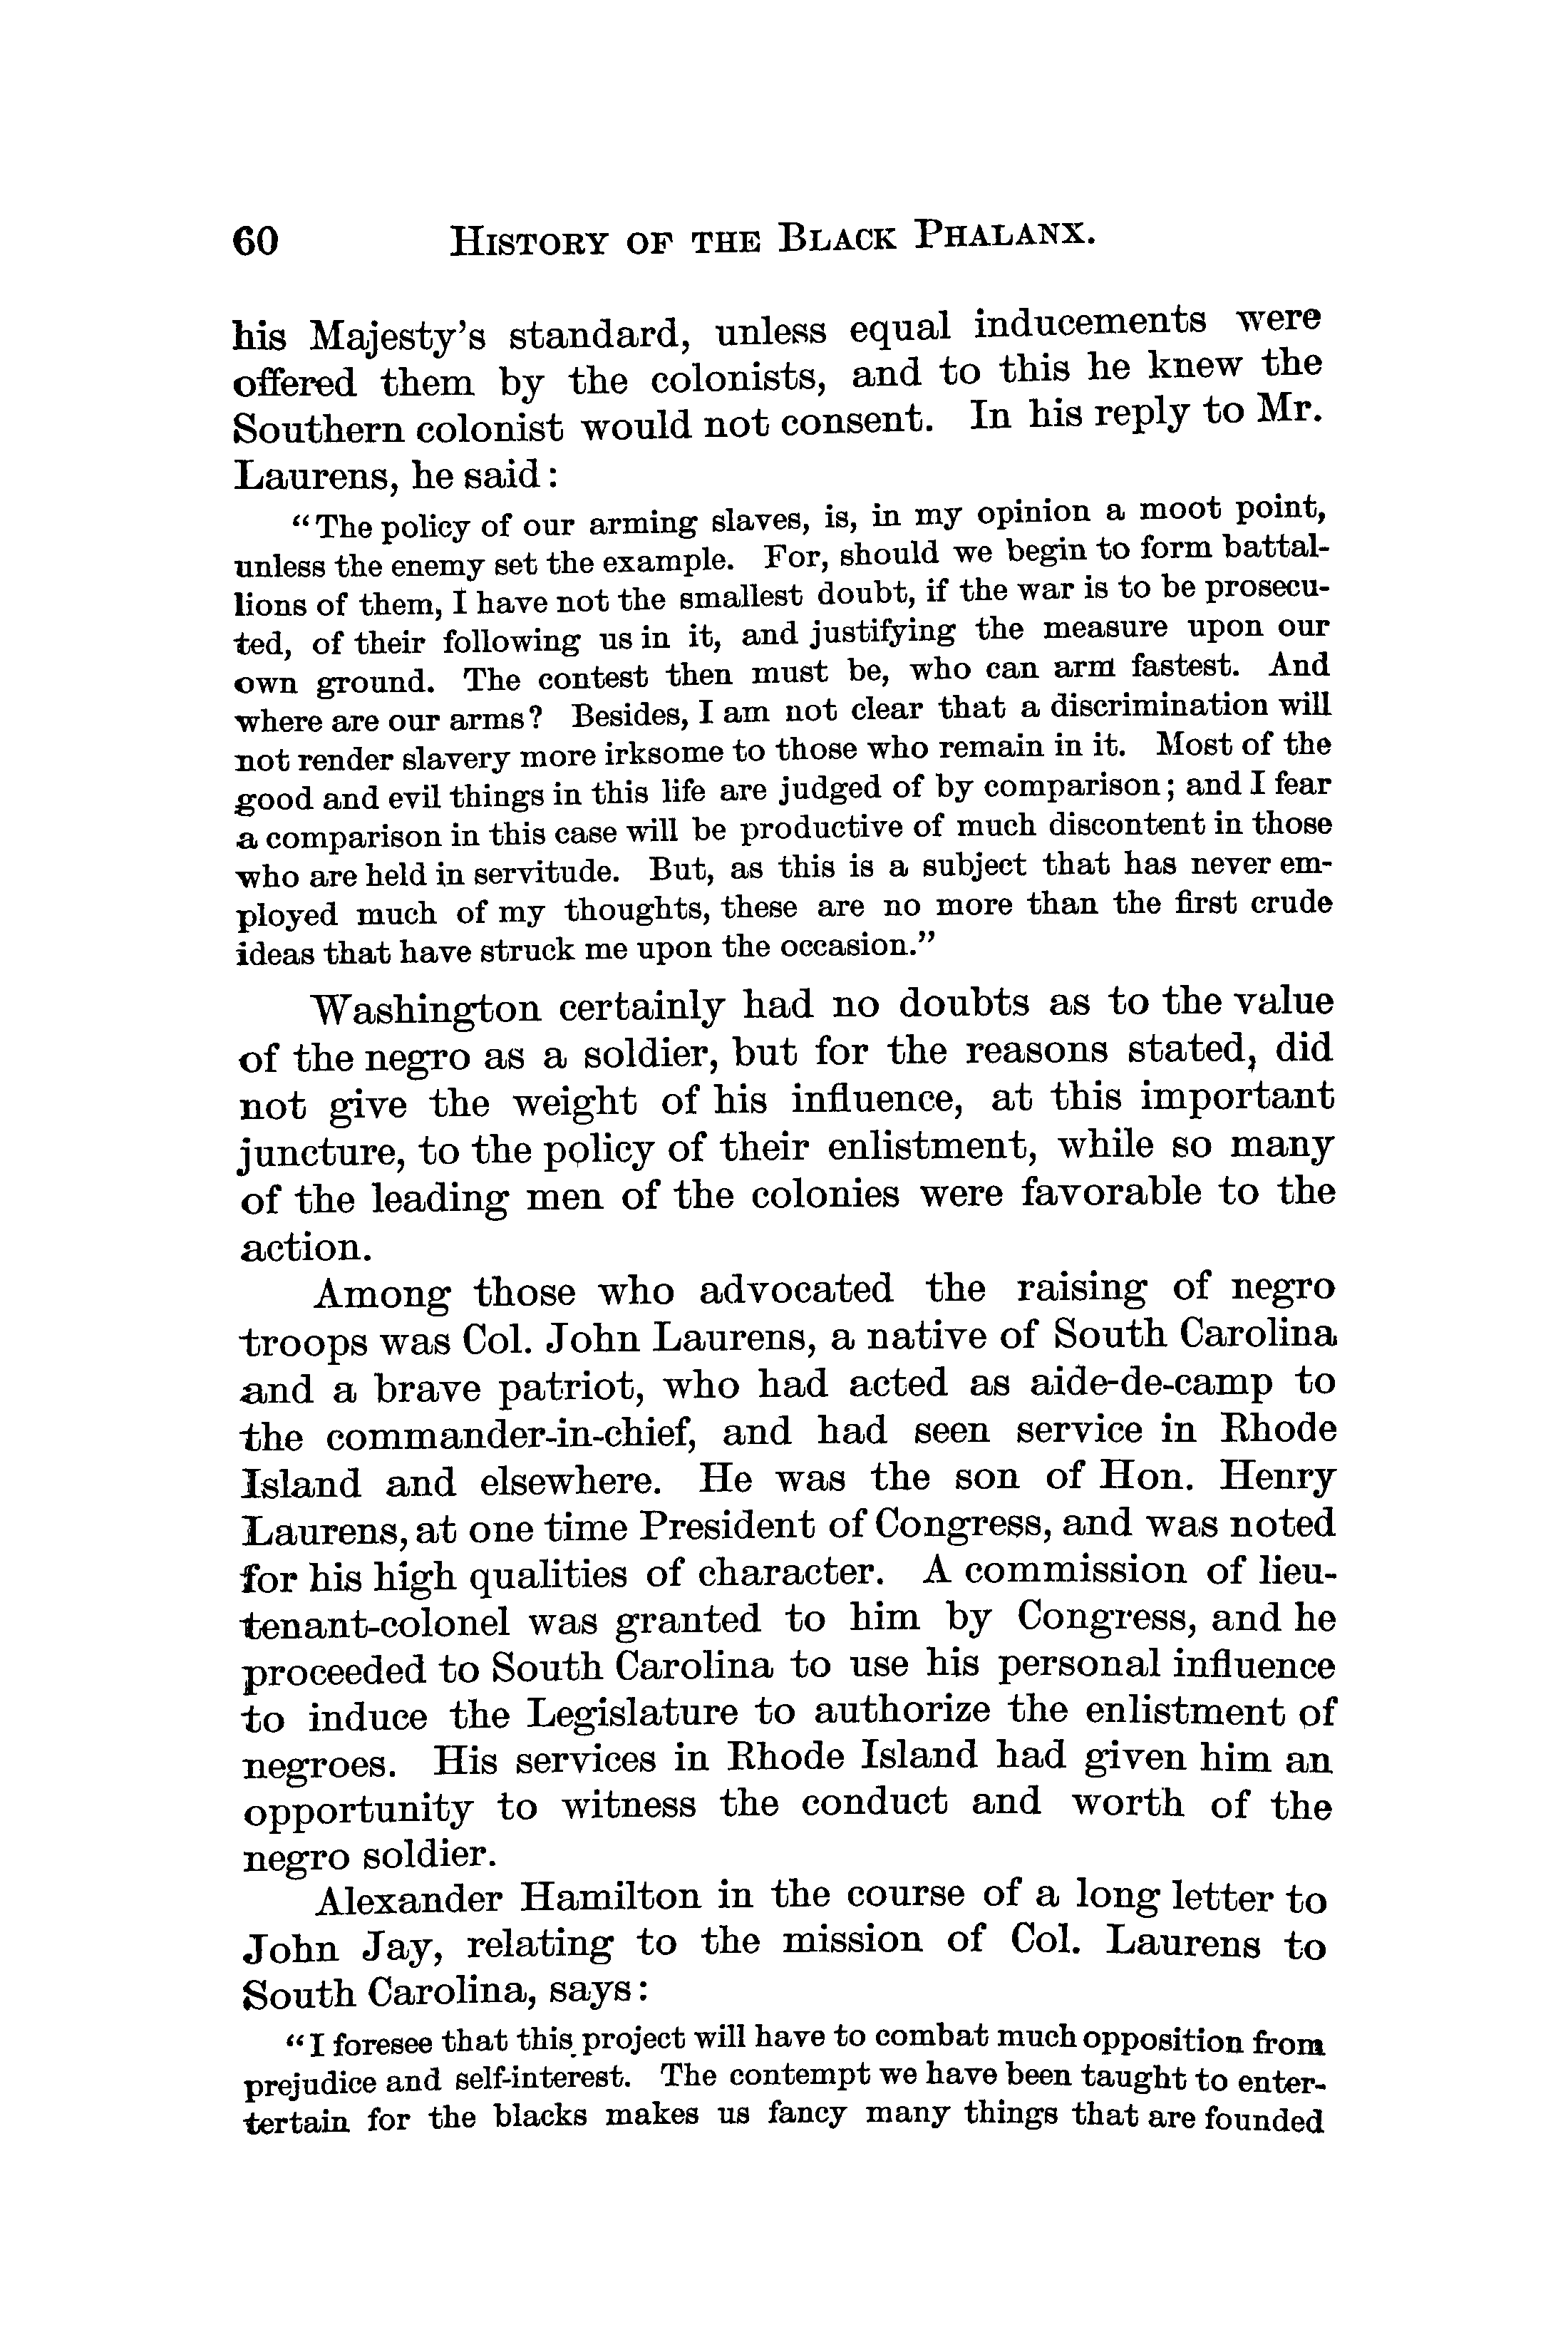 60 HISTORY OF THE BLACK PHALANX.
his Majesty's standard, unless equal inducements were
offered them by the colonists, and to this he knew the
Southern colonist would not consent. In his reply to Mr.
Laurens, he said:
"The policy of our arming slaves, is, in my opinion a moot point,
unless the enemy set the example. For, should we begin to form battal-
lions of them, I have not the smallest doubt, if the war is to be prosecu-
ted, of their following us in it, and justifying the measure upon our
own ground. The contest then must be, who can arm fastest. And
where are our arms? Besides, I am not clear that a discrimination will
not render slavery more irksome to those who remain in it. Most of the
good and evil things in this life are judged of by comparison; and I fear
a comparison in this case will be productive of much discontent in those
who are held in servitude. But, as this is a subject that has never em-
ployed much of my thoughts, these are no more than the first crude
ideas that have struck me upon the occasion."
Washington certainly had no doubts as to the value
of the negro as a soldier, but for the reasons stated, did
not give the weight of his influence, at this important
juncture, to the policy of their enlistment, while so many
of the leading men of the colonies were favorable to the
action.
Among those who advocated the raising of negro
troops was Col. John Laurens, a native of South Carolina
and a brave patriot, who had acted as aide-de-camp to
the commander-in-chief, and had seen service in Rhode
Island and elsewhere. He was the son of Hon. Henry
Laurens, at one time President of Congress, and was noted
for his high qualities of character. A commission of lieu-
tenant-colonel was granted to him by Congress, and he
proceeded to South Carolina to use his personal influence
to induce the Legislature to authorize the enlistment of
negroes. His services in Rhode Island had given him an
opportunity to witness the conduct and worth of the
negro soldier.
Alexander Hamilton in the course of a long letter to
John Jay, relating to the mission of Col. Laurens to
South Carolina, says:
"I foresee that this project will have to combat much opposition from
prejudice and self-interest. The contempt we have been taught to enter-
tertain for the blacks makes us fancy many things that are founded